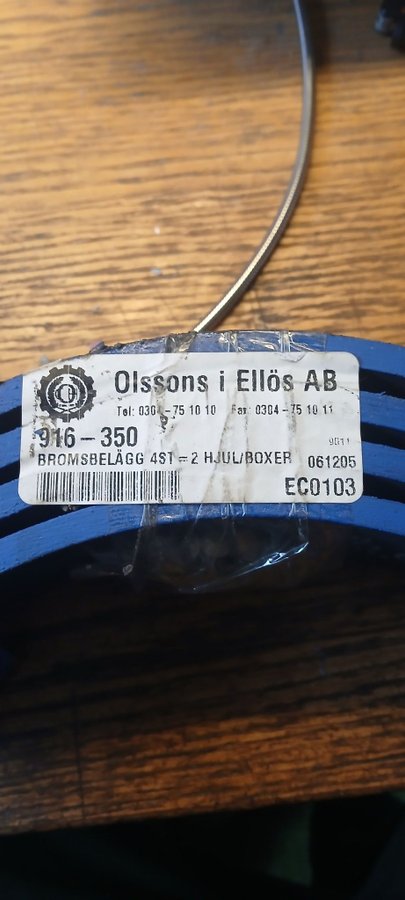 Olssons i Ellös AB
Tel: 0304-75 10 10 Fax: 0304-75 10 11
916-350
BROMSBELÄGG 4ST = 2 HJUL/BOXER 061205
EC0103